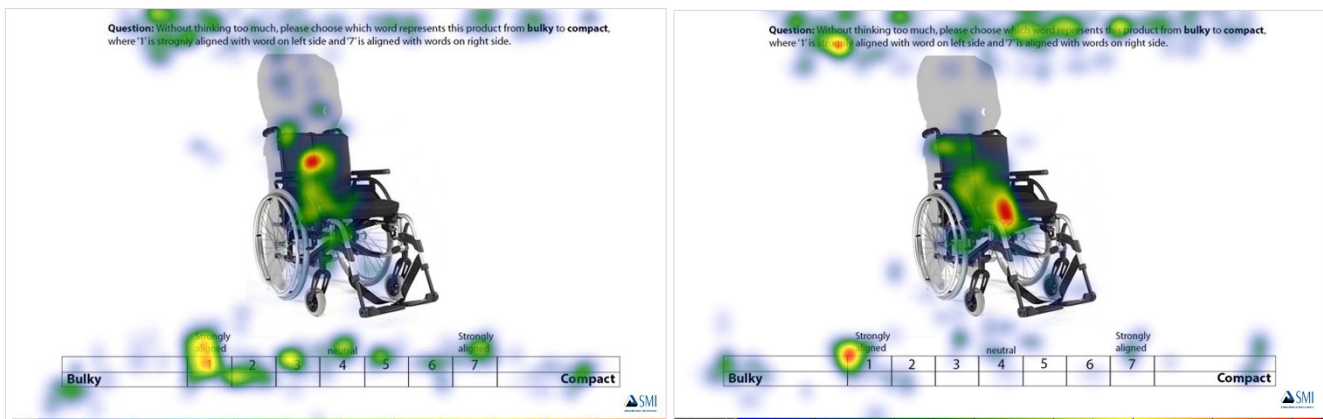 Question: Without thinking too much, please choose which word represents this product from bulky to compact,
where '1' is strognly aligned with word on left side and '7' is aligned with words on right side.
Strongly
aligned
neutral
Strongly
aligned
1 2 3 4 5 6 7
Bulky Compact
SMI
Question: Without thinking too much, please choose which word represents this product from bulky to compact,
where '1' is strognly aligned with word on left side and '7' is aligned with words on right side.
Strongly
aligned
neutral
Strongly
aligned
1 2 3 4 5 6 7
Bulky Compact
SMI